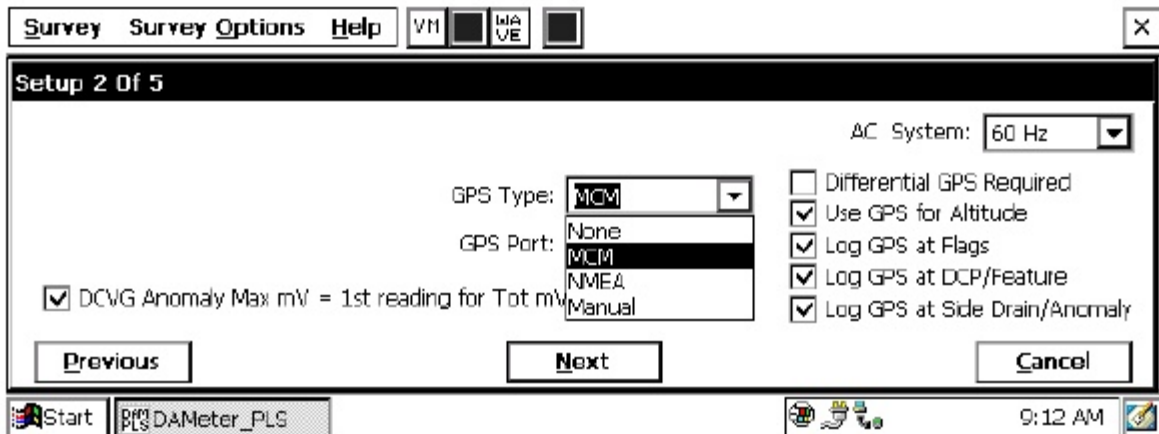 Survey Survey Options Help VM WAVE
Setup 2 Of 5
AC System: 60 Hz
GPS Type: MCM
None
MCM
NMEA
Manual
GPS Port:
Differential GPS Required
Use GPS for Altitude
Log GPS at Flags
Log GPS at DCP/Feature
Log GPS at Side Drain/Anomaly
DCVG Anomaly Max mV = 1st reading for Tot mV
Previous Next Cancel
Start DAMeter_PLS 9:12 AM